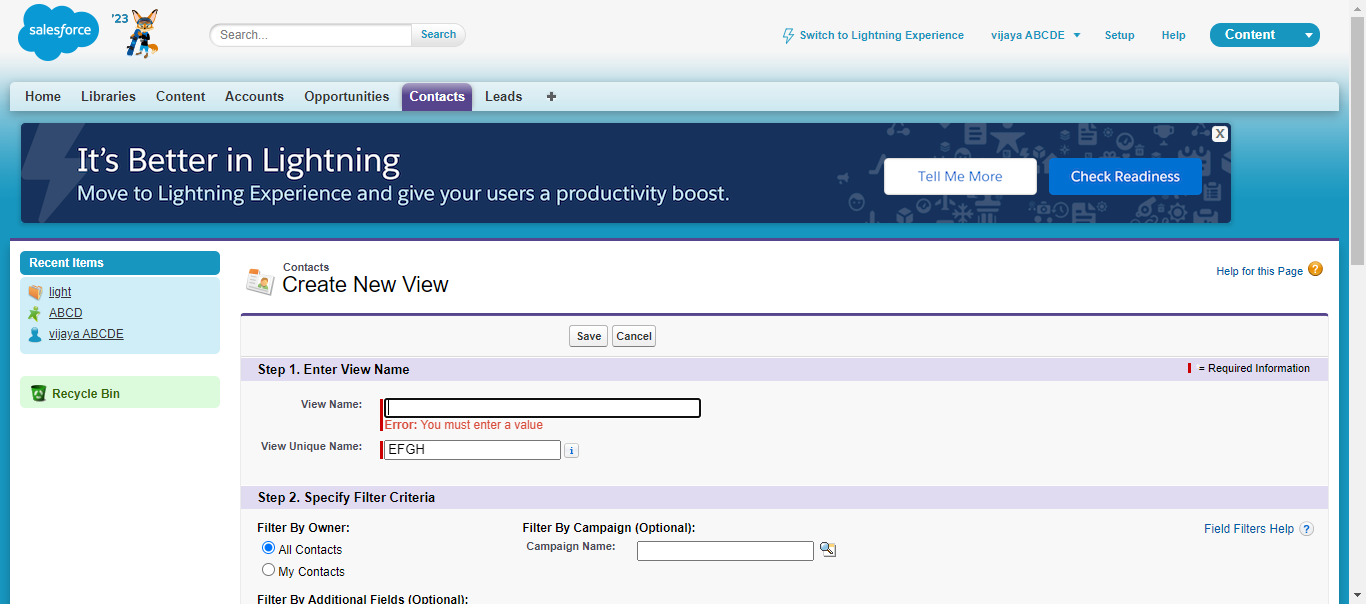 salesforce
'23
Search...
Search
Switch to Lightning Experience
vijaya ABCDE
Setup
Help
Content
Home
Libraries
Content
Accounts
Opportunities
Contacts
Leads
+
It's Better in Lightning
Move to Lightning Experience and give your users a productivity boost.
Tell Me More
Check Readiness
X
Recent Items
light
ABCD
vijaya ABCDE
Recycle Bin
Contacts
Create New View
Help for this Page ?
Save
Cancel
Step 1. Enter View Name
= Required Information
View Name:
Error: You must enter a value
View Unique Name:
EFGH
i
Step 2. Specify Filter Criteria
Filter By Owner:
All Contacts
My Contacts
Filter By Campaign (Optional):
Campaign Name:
Field Filters Help ?
Filter By Additional Fields (Optional):